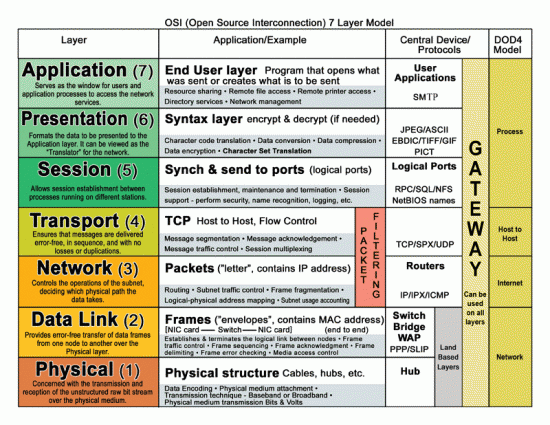 OSI (Open Source Interconnection) 7 Layer Model
Layer
Application/Example
Central Device/
Protocols
DOD4
Model
Application (7)
Serves as the window for users and
application processes to access the network
services.
End User layer Program that opens what
was sent or creates what is to be sent
Resource sharing • Remote file access • Remote printer access •
Directory services • Network management
User
Applications
SMTP
Presentation (6)
Formats the data to be presented to the
Application layer. It can be viewed as the
"Translator" for the network.
Syntax layer encrypt & decrypt (if needed)
Character code translation • Data conversion • Data compression •
Data encryption • Character Set Translation
JPEG/ASCII
EBDIC/TIFF/GIF
PICT
Process
Session (5)
Allows session establishment between
processes running on different stations.
Synch & send to ports (logical ports)
Session establishment, maintenance and termination • Session
support - perform security, name recognition, logging, etc.
Logical Ports
RPC/SQL/NFS
NetBIOS names
Transport (4)
Ensures that messages are delivered
error-free, in sequence, and with no
losses or duplications.
TCP Host to Host, Flow Control
Message segmentation • Message acknowledgement •
Message traffic control • Session multiplexing
PACKET
FILTERING
TCP/SPX/UDP
Host to
Host
Network (3)
Controls the operations of the subnet,
deciding which physical path the
data takes.
Packets ("letter", contains IP address)
Routing • Subnet traffic control • Frame fragmentation •
Logical-physical address mapping • Subnet usage accounting
Routers
IP/IPX/ICMP
Internet
GATEWAY
Can be
used
on all
layers
Data Link (2)
Provides error-free transfer of data frames
from one node to another over the
Physical layer.
Frames ("envelopes", contains MAC address)
[NIC card — Switch — NIC card] (end to end)
Establishes & terminates the logical link between nodes • Frame
traffic control • Frame sequencing • Frame acknowledgment • Frame
delimiting • Frame error checking • Media access control
Switch
Bridge
WAP
PPP/SLIP
Land
Based
Layers
Network
Physical (1)
Concerned with the transmission and
reception of the unstructured raw bit stream
over the physical medium.
Physical structure Cables, hubs, etc.
Data Encoding • Physical medium attachment •
Transmission technique - Baseband or Broadband •
Physical medium transmission Bits & Volts
Hub